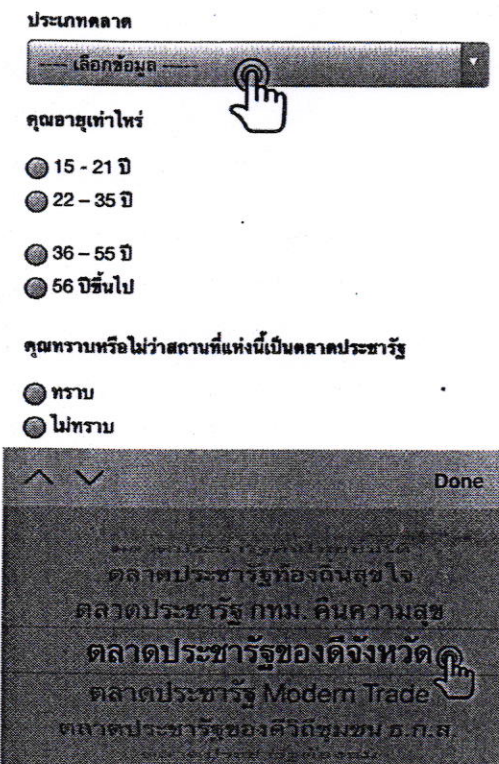 ประเภทตลาด
---- เลือกข้อมูล ----
คุณอายุเท่าไหร่
15 - 21 ปี
22 – 35 ปี
36 – 55 ปี
56 ปีขึ้นไป
คุณทราบหรือไม่ว่าสถานที่แห่งนี้เป็นตลาดประชารัฐ
ทราบ
ไม่ทราบ
Done
ตลาดประชารัฐท้องถิ่นสุขใจ
ตลาดประชารัฐ กทม. คืนความสุข
ตลาดประชารัฐของดีจังหวัด
ตลาดประชารัฐ Modern Trade
ตลาดประชารัฐของดีวิถีชุมชน ธ.ก.ส.